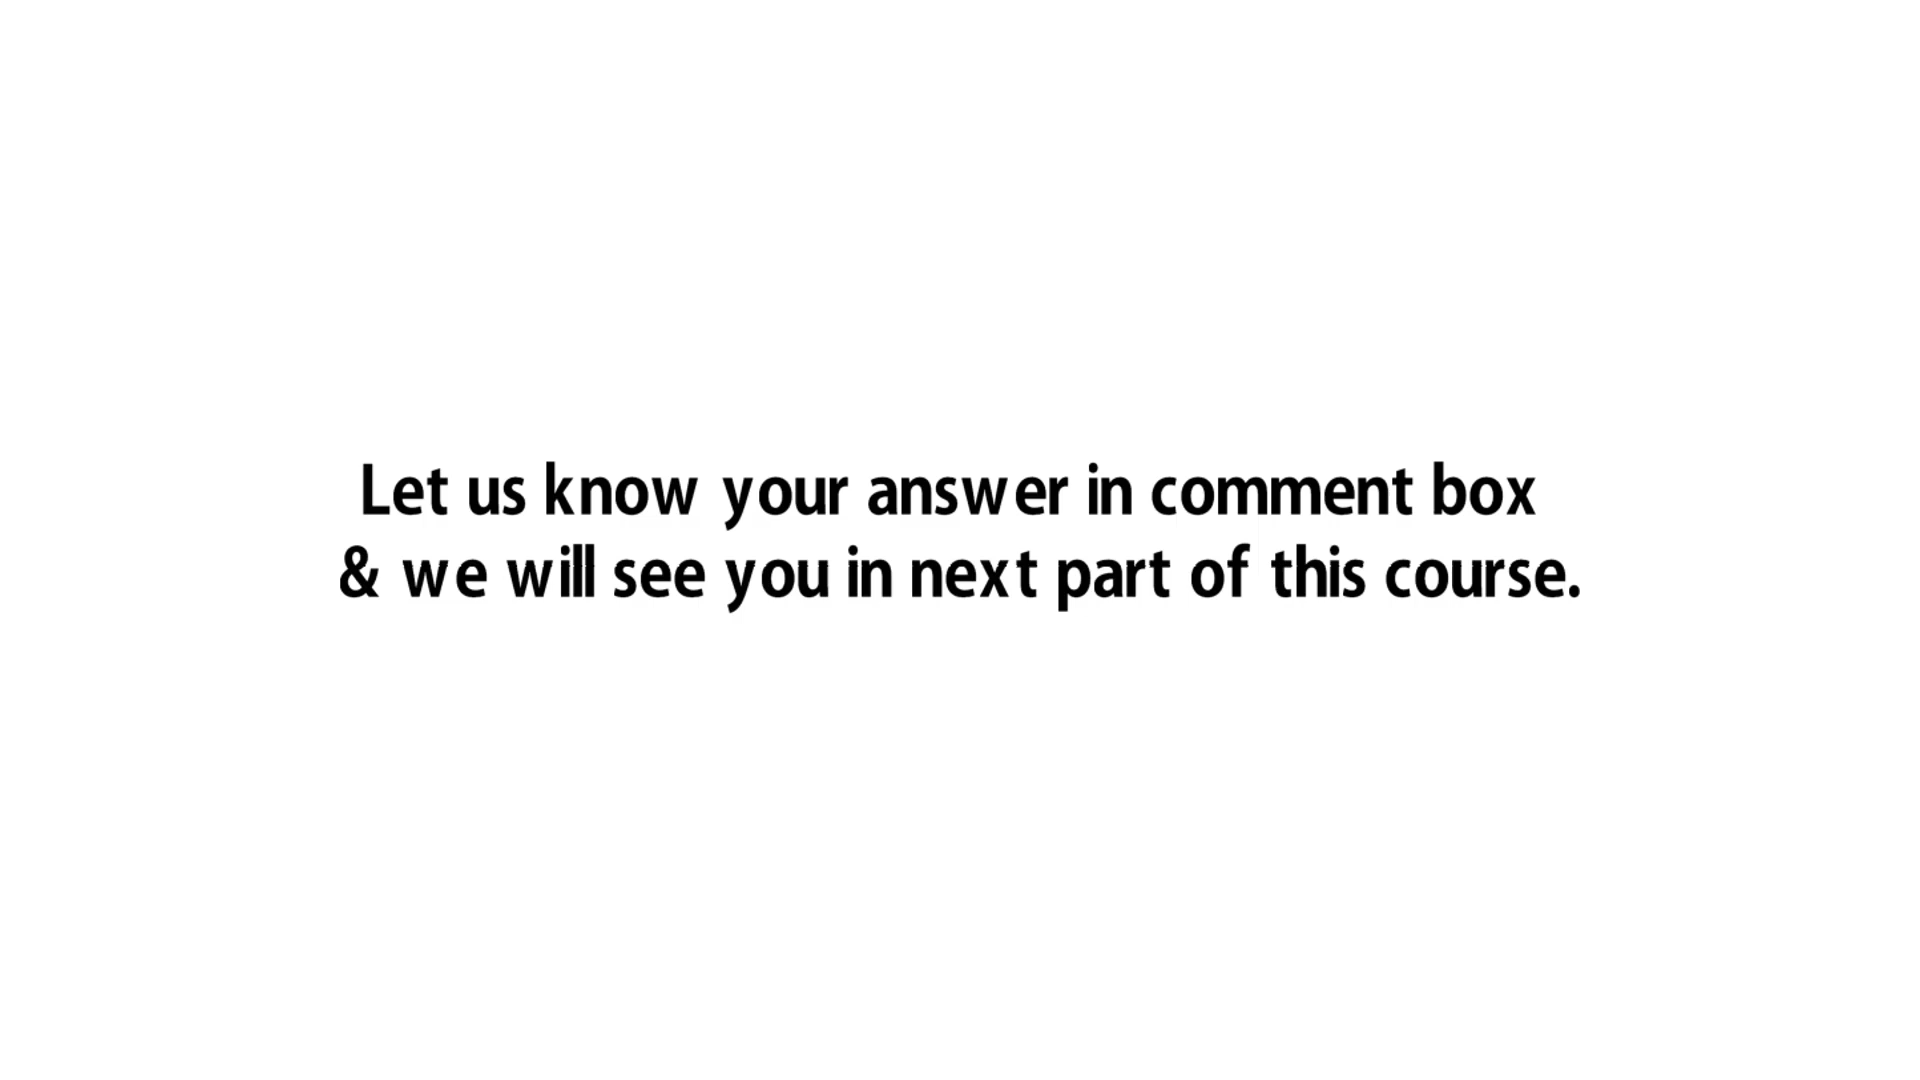 Let us know your answer in comment box
& we will see you in next part of this course.